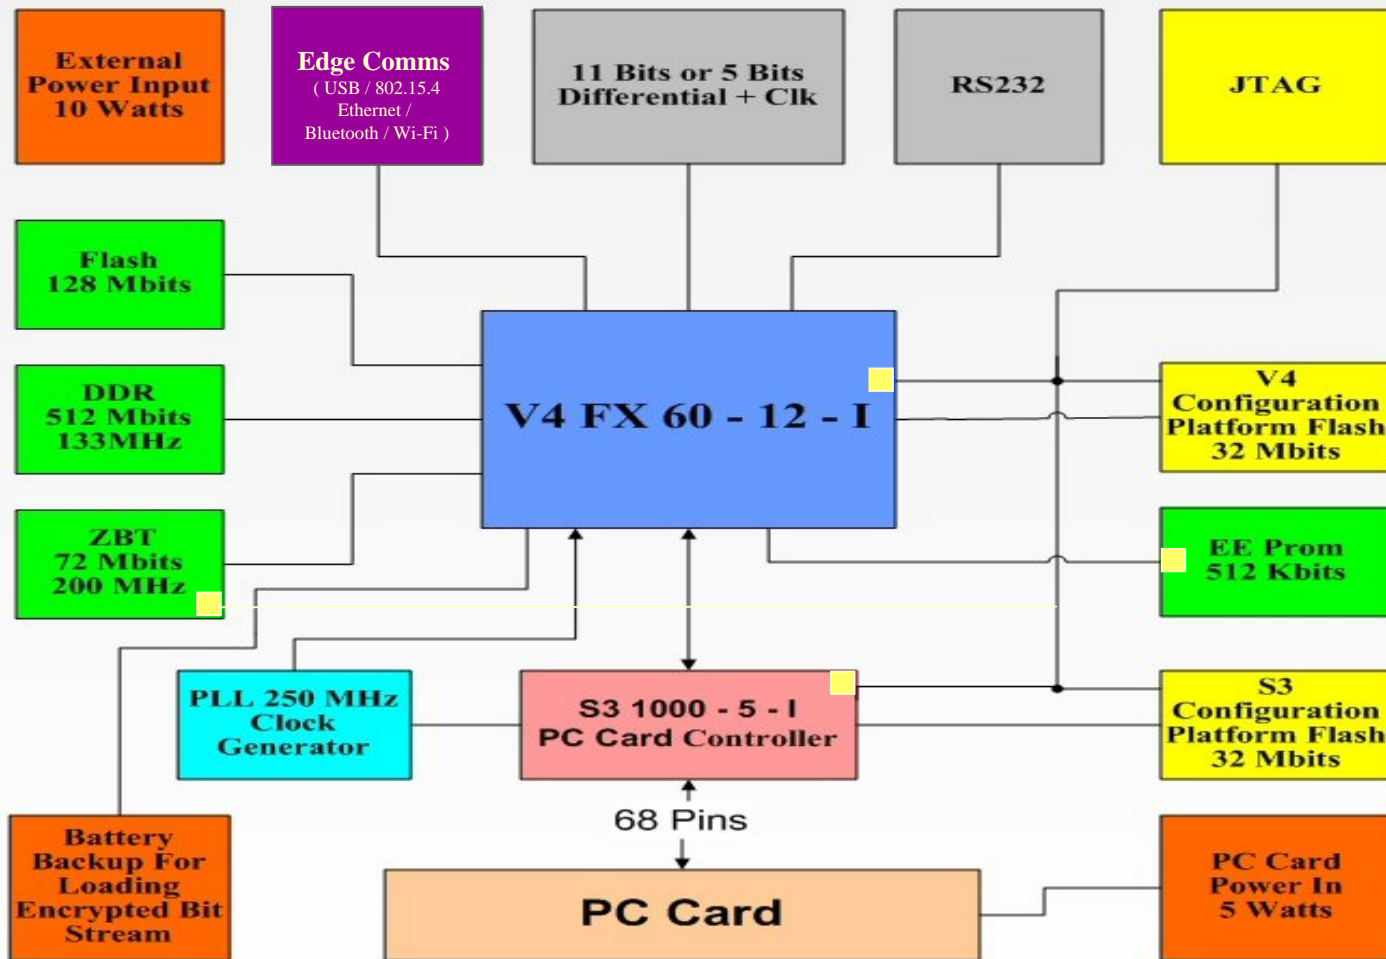 External
Power Input
10 Watts
Edge Comms
( USB / 802.15.4
Ethernet /
Bluetooth / Wi-Fi )
11 Bits or 5 Bits
Differential + Clk
RS232
JTAG
Flash
128 Mbits
DDR
512 Mbits
133MHz
V4 FX 60 - 12 - I
V4
Configuration
Platform Flash
32 Mbits
ZBT
72 Mbits
200 MHz
EE Prom
512 Kbits
PLL 250 MHz
Clock
Generator
S3 1000 - 5 - I
PC Card Controller
S3
Configuration
Platform Flash
32 Mbits
68 Pins
Battery
Backup For
Loading
Encrypted Bit
Stream
PC Card
PC Card
Power In
5 Watts